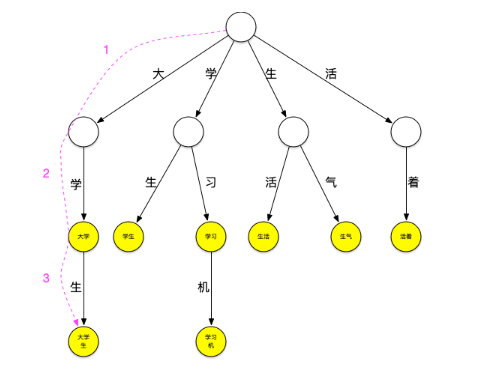 1
大
学
生
活
2
学
生
习
活
气
着
大学
学生
学习
生活
生气
活着
3
生
机
大学
生
学习
机